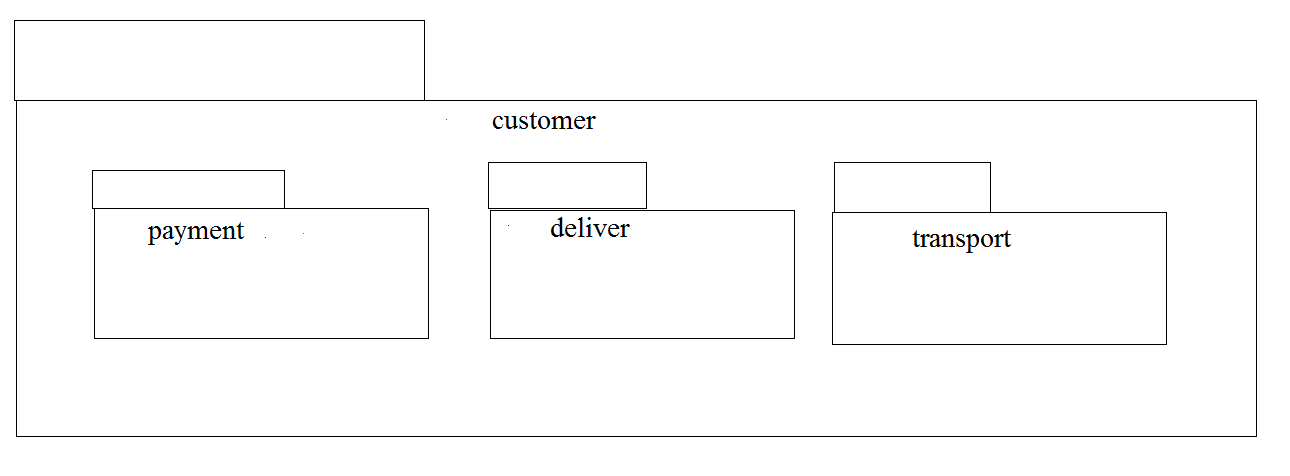 customer
payment
deliver
transport